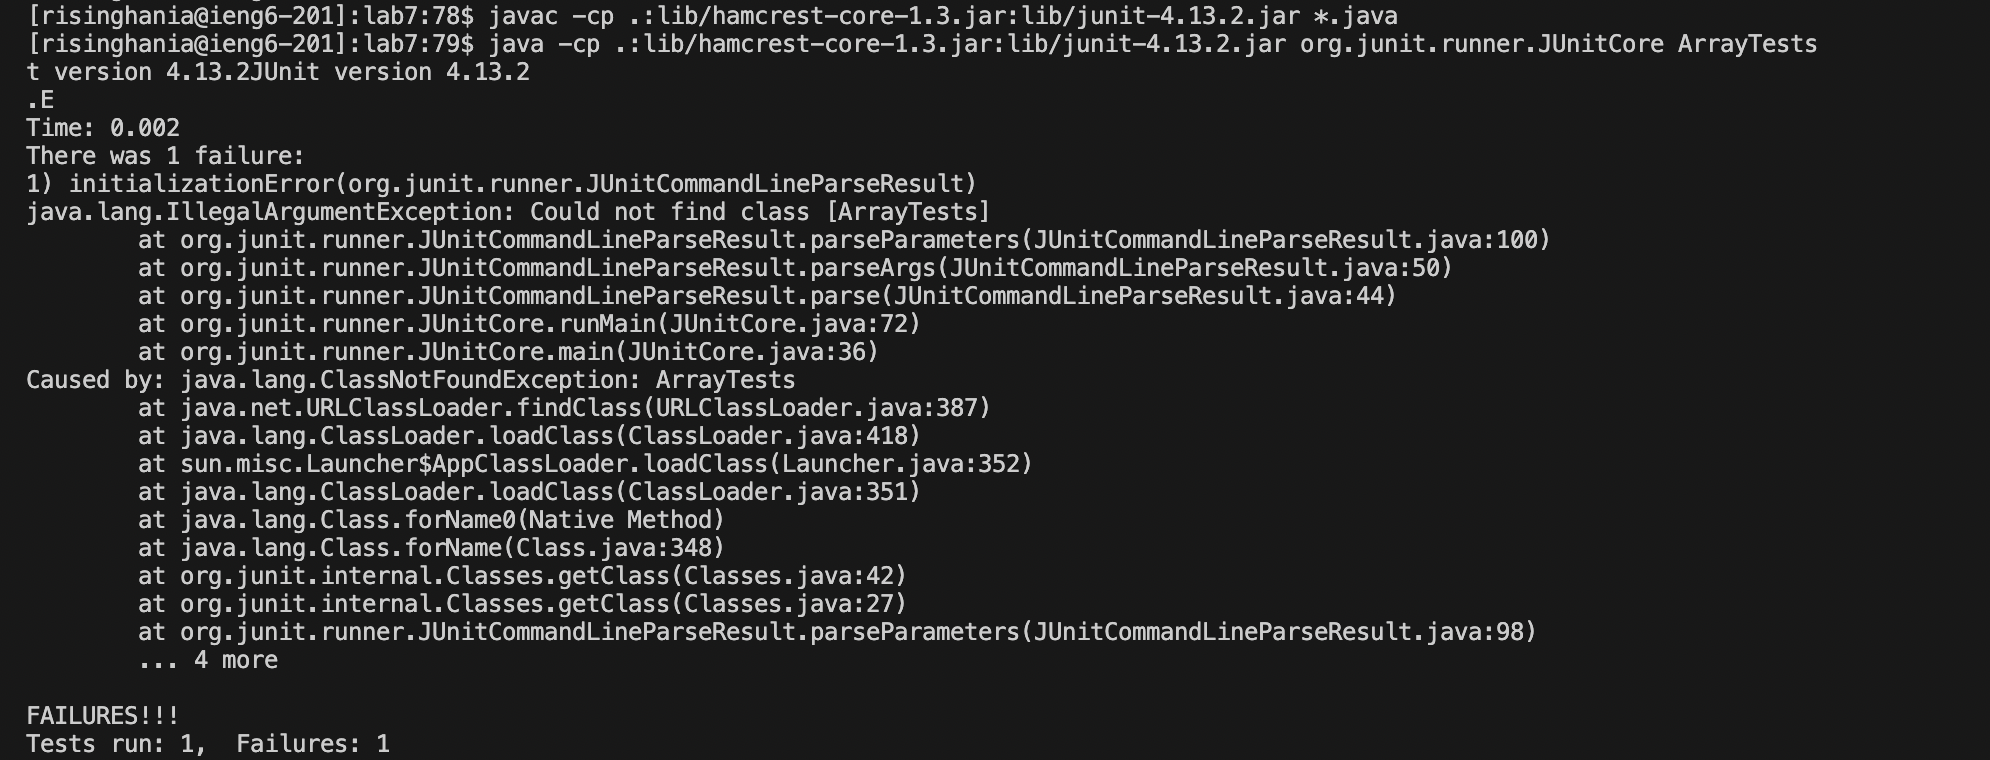 [risinghania@ieng6-201]:lab7:78$ javac -cp .:lib/hamcrest-core-1.3.jar:lib/junit-4.13.2.jar *.java
[risinghania@ieng6-201]:lab7:79$ java -cp .:lib/hamcrest-core-1.3.jar:lib/junit-4.13.2.jar org.junit.runner.JUnitCore ArrayTests
t version 4.13.2JUnit version 4.13.2
.E
Time: 0.002
There was 1 failure:
1) initializationError(org.junit.runner.JUnitCommandLineParseResult)
java.lang.IllegalArgumentException: Could not find class [ArrayTests]
        at org.junit.runner.JUnitCommandLineParseResult.parseParameters(JUnitCommandLineParseResult.java:100)
        at org.junit.runner.JUnitCommandLineParseResult.parseArgs(JUnitCommandLineParseResult.java:50)
        at org.junit.runner.JUnitCommandLineParseResult.parse(JUnitCommandLineParseResult.java:44)
        at org.junit.runner.JUnitCore.runMain(JUnitCore.java:72)
        at org.junit.runner.JUnitCore.main(JUnitCore.java:36)
Caused by: java.lang.ClassNotFoundException: ArrayTests
        at java.net.URLClassLoader.findClass(URLClassLoader.java:387)
        at java.lang.ClassLoader.loadClass(ClassLoader.java:418)
        at sun.misc.Launcher$AppClassLoader.loadClass(Launcher.java:352)
        at java.lang.ClassLoader.loadClass(ClassLoader.java:351)
        at java.lang.Class.forName0(Native Method)
        at java.lang.Class.forName(Class.java:348)
        at org.junit.internal.Classes.getClass(Classes.java:42)
        at org.junit.internal.Classes.getClass(Classes.java:27)
        at org.junit.runner.JUnitCommandLineParseResult.parseParameters(JUnitCommandLineParseResult.java:98)
        ... 4 more

FAILURES!!!
Tests run: 1,  Failures: 1